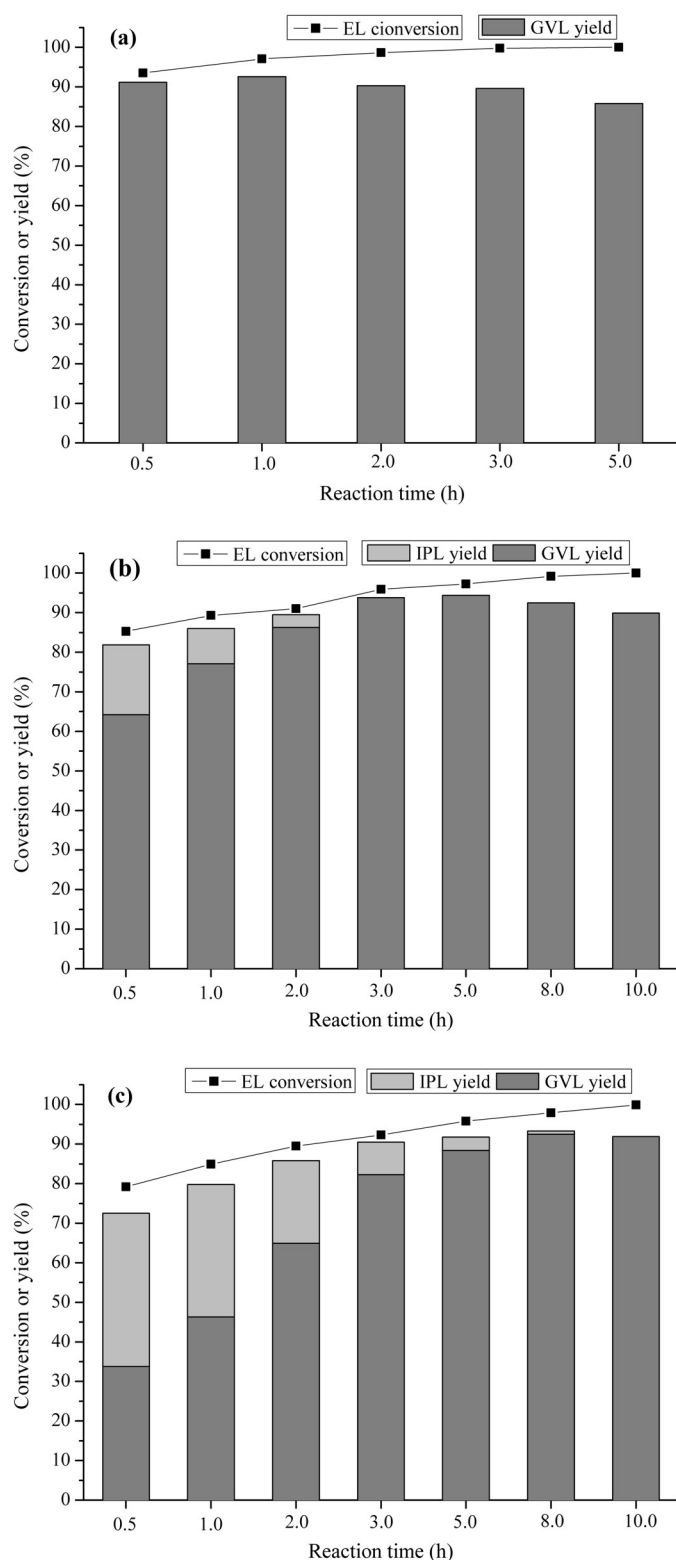 (a)
EL cionversion
GVL yield
Conversion or yield (%)
100
90
80
70
60
50
40
30
20
10
0
0.5 1.0 2.0 3.0 5.0
Reaction time (h)
(b)
EL conversion
IPL yield
GVL yield
Coversion or yield (%)
100
90
80
70
60
50
40
30
20
10
0
0.5 1.0 2.0 3.0 5.0 8.0 10.0
Reaction time (h)
(c)
EL conversion
IPL yield
GVL yield
Conversion or yield (%)
100
90
80
70
60
50
40
30
20
10
0
0.5 1.0 2.0 3.0 5.0 8.0 10.0
Reaction time (h)